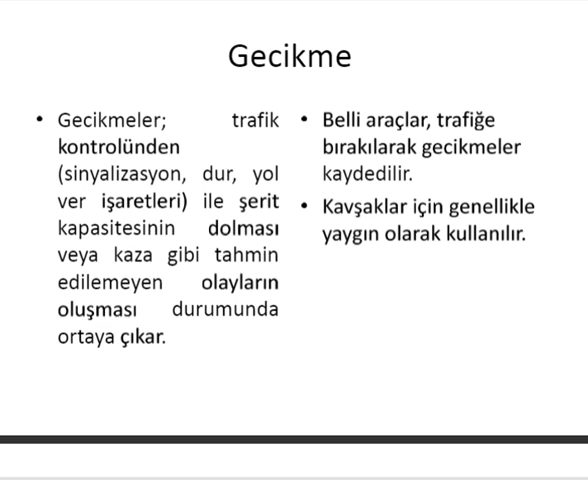 Gecikme
• Gecikmeler; trafik
kontrolünden
(sinyalizasyon, dur, yol
ver işaretleri) ile şerit
kapasitesinin dolması
veya kaza gibi tahmin
edilemeyen olayların
oluşması durumunda
ortaya çıkar.
• Belli araçlar, trafiğe
bırakılarak gecikmeler
kaydedilir.
• Kavşaklar için genellikle
yaygın olarak kullanılır.